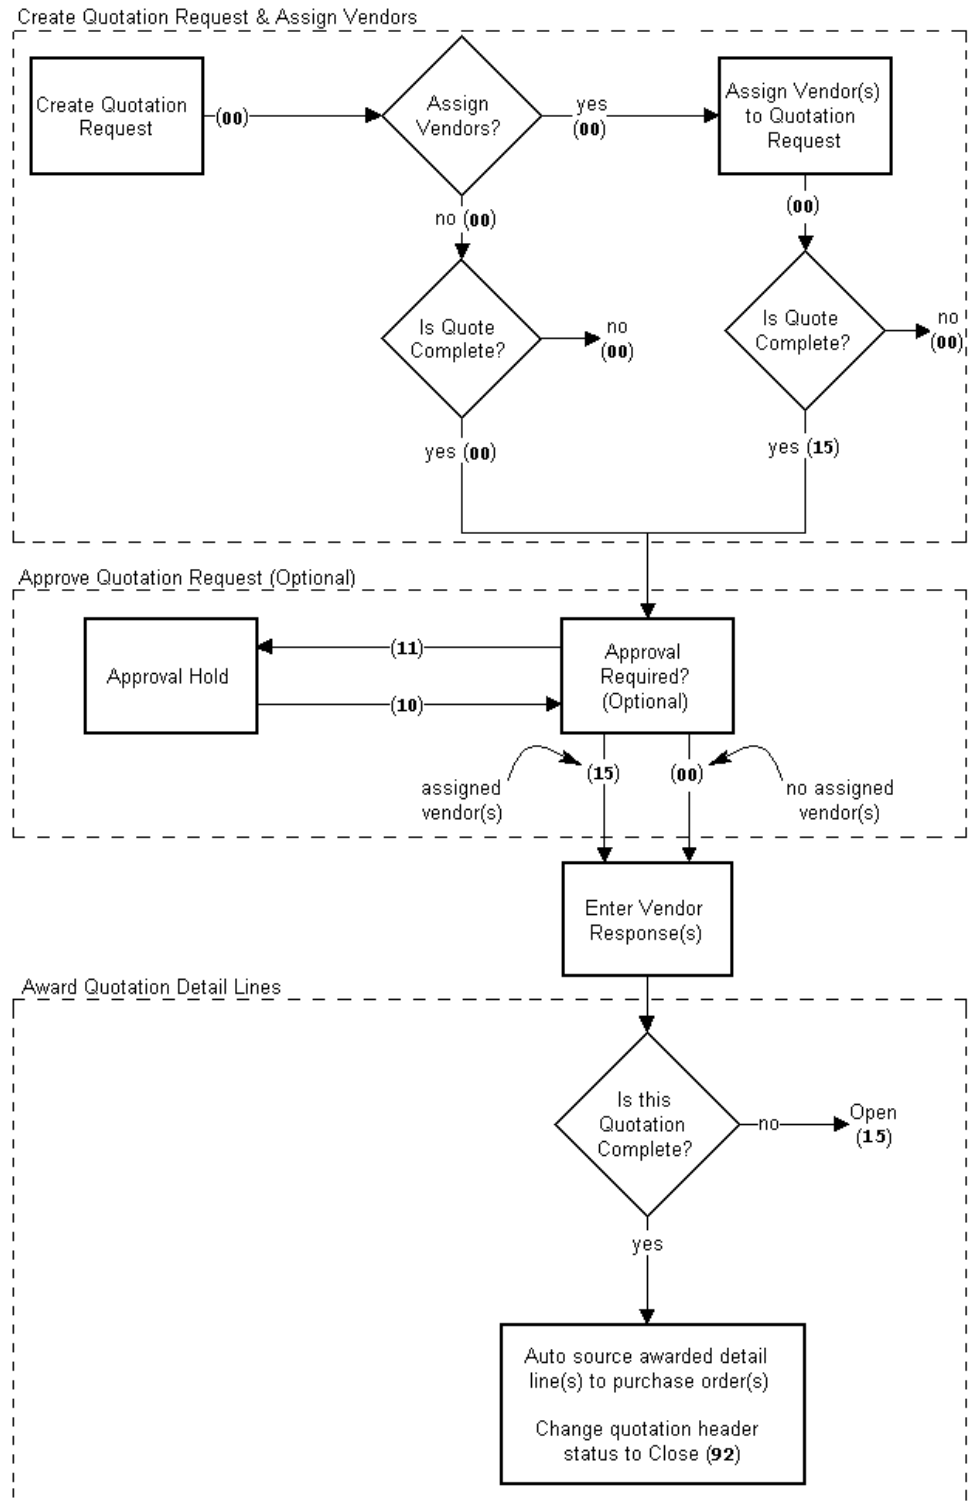 Create Quotation Request & Assign Vendors
Create Quotation
Request
(00)
Assign
Vendors?
yes
(00)
Assign Vendor(s)
to Quotation
Request
no (00)
(00)
Is Quote
Complete?
no
(00)
Is Quote
Complete?
no
(00)
yes (00)
yes (15)
Approve Quotation Request (Optional)
Approval Hold
(11)
(10)
Approval
Required?
(Optional)
assigned
vendor(s)
(15)
(00)
no assigned
vendor(s)
Enter Vendor
Response(s)
Award Quotation Detail Lines
Is this
Quotation
Complete?
no
Open
(15)
yes
Auto source awarded detail
line(s) to purchase order(s)
Change quotation header
status to Close (92)